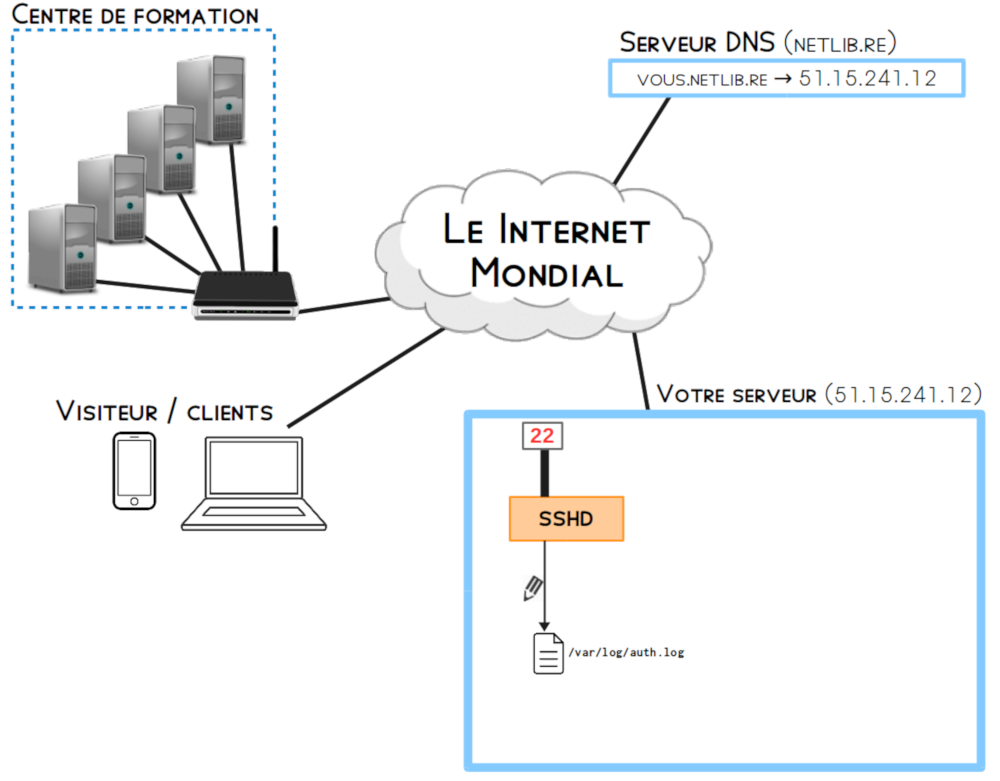 Centre de formation
Serveur DNS (netlib.re)
vous.netlib.re → 51.15.241.12
Le Internet
Mondial
Visiteur / clients
Votre serveur (51.15.241.12)
22
SSHD
/var/log/auth.log